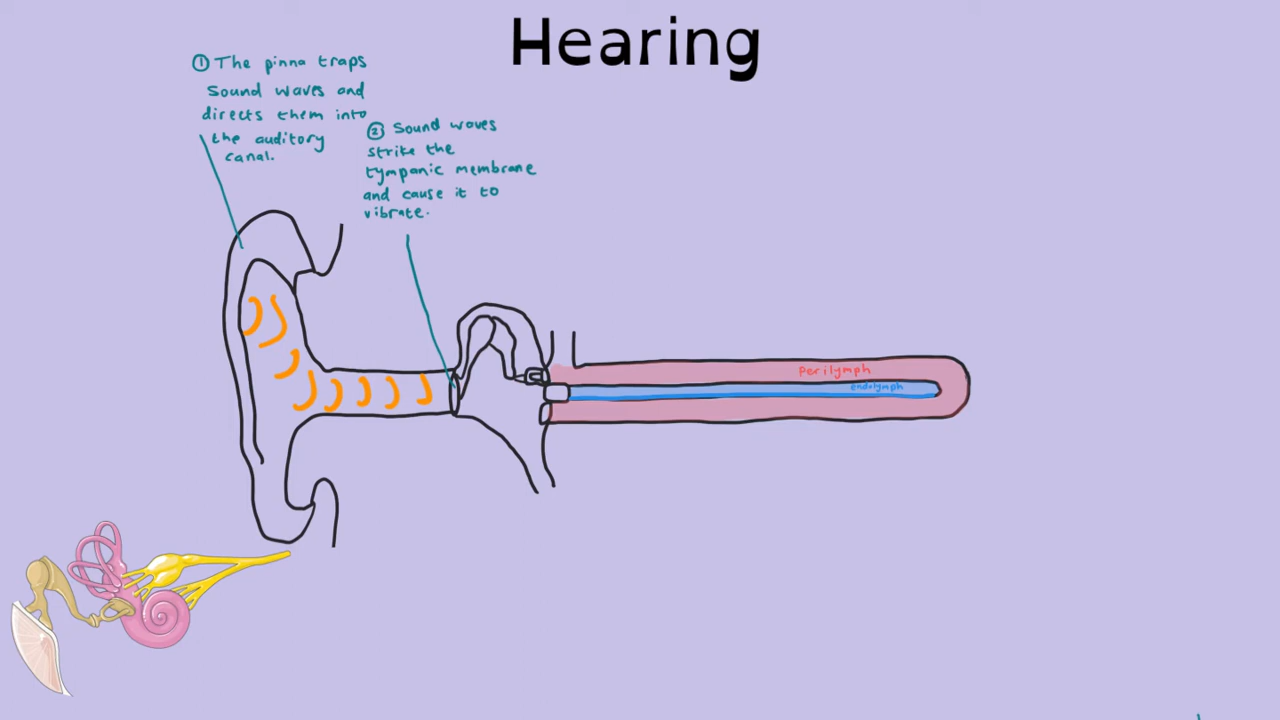 Hearing
① The pinna traps
Sound waves and
directs them into
the auditory
canal.
② Sound waves
strike the
tympanic membrane
and cause it to
vibrate.
Perilymph
endolymph